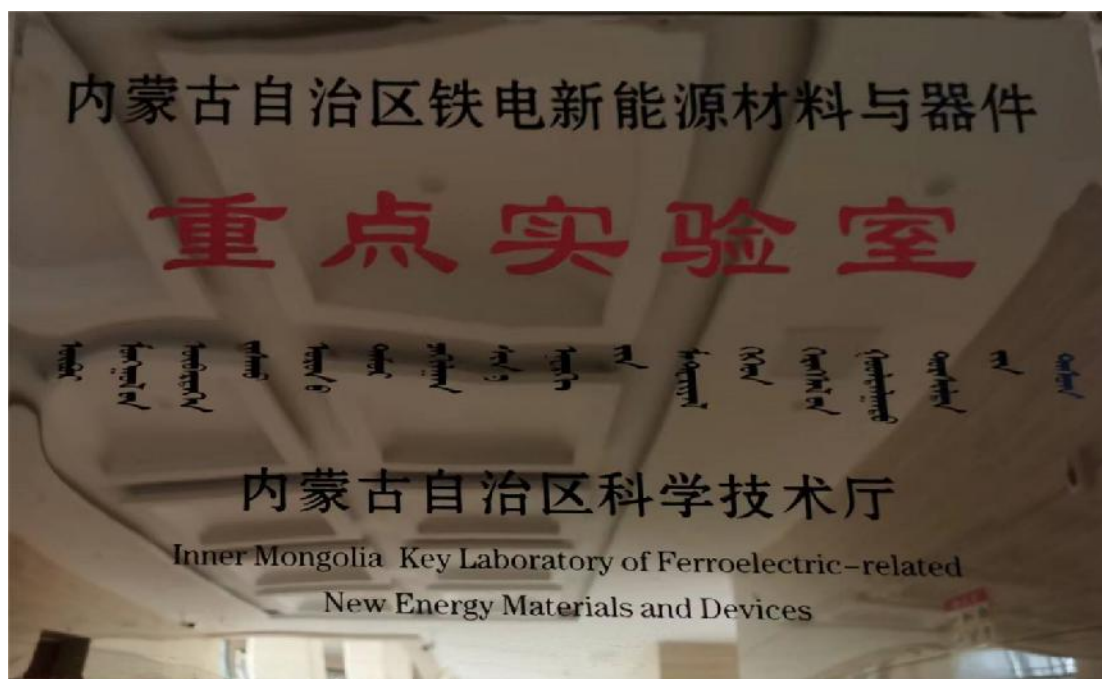 内蒙古自治区铁电新能源材料与器件
重点实验室
内蒙古自治区科学技术厅
Inner Mongolia Key Laboratory of Ferroelectric-related
New Energy Materials and Devices